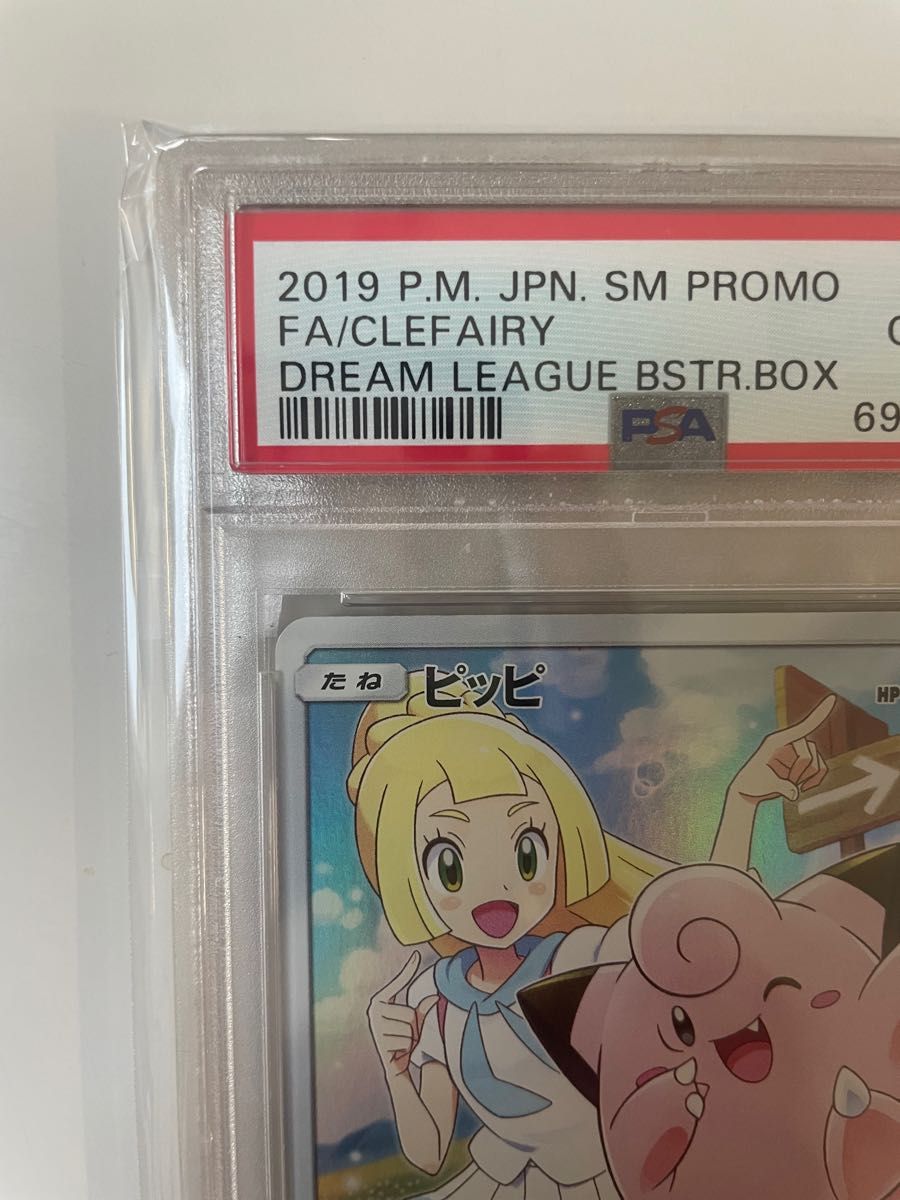 2019 P.M. JPN. SM PROMO
FA/CLEFAIRY
DREAM LEAGUE BSTR.BOX
PSA
69
たね ピッピ HP